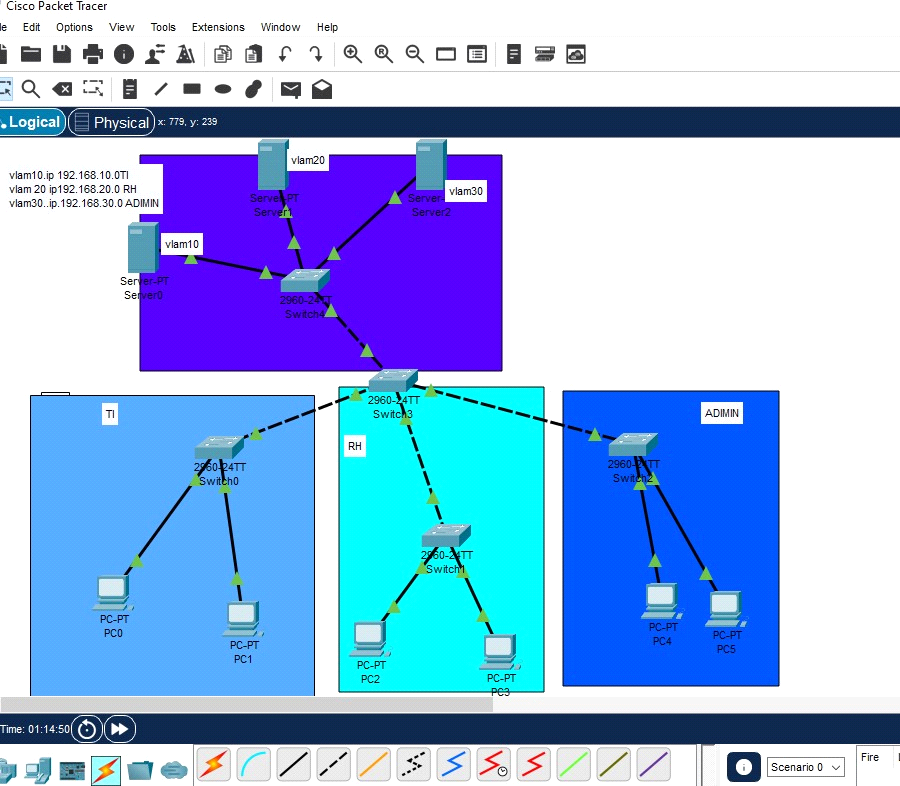 Cisco Packet Tracer
le Edit Options View Tools Extensions Window Help
Logical Physical x: 779, y: 239
vlam10.ip 192.168.10.0TI
vlam 20 ip192.168.20.0 RH
vlam30..ip.192.168.30.0 ADIMIN
vlam20
Server-PT
Server1
vlam30
Server-PT
Server2
vlam10
Server-PT
Server0
2960-24TT
Switch4
2960-24TT
Switch3
TI
2960-24TT
Switch0
PC-PT
PC0
PC-PT
PC1
RH
2960-24TT
Switch1
PC-PT
PC2
PC-PT
PC3
ADIMIN
2960-24TT
Switch2
PC-PT
PC4
PC-PT
PC5
Time: 01:14:50
Scenario 0
Fire